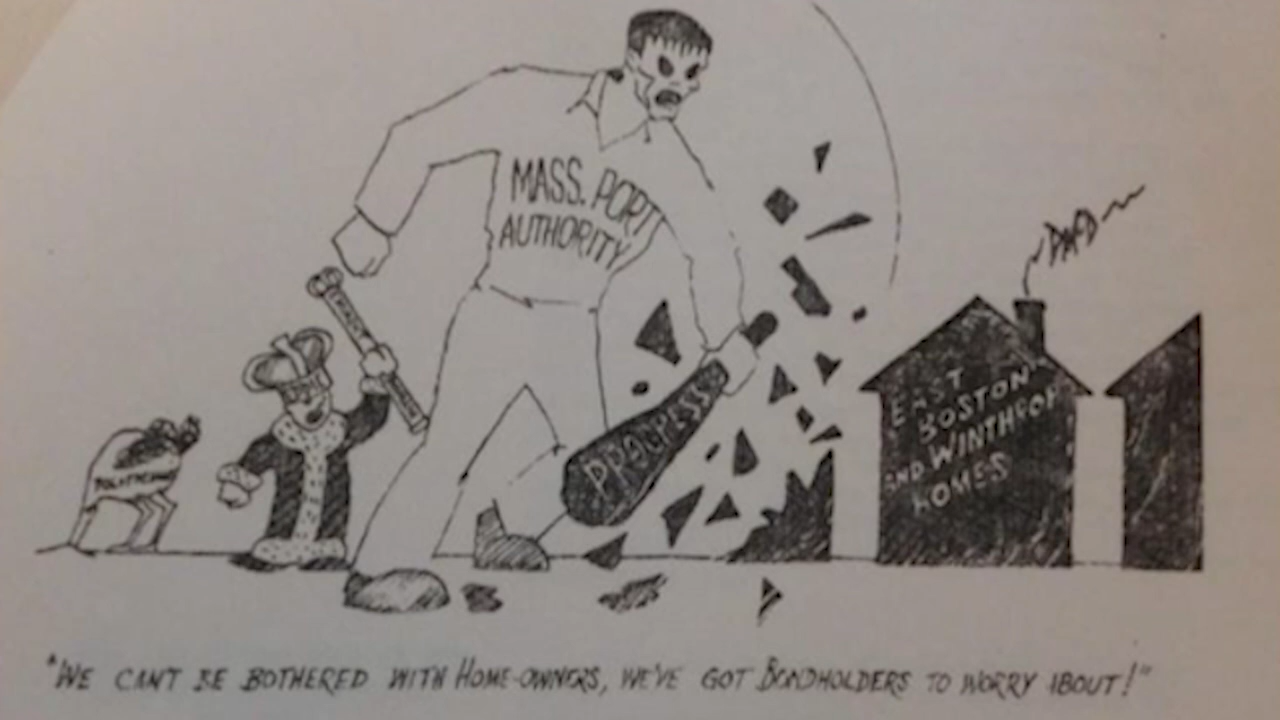 MASS. PORT
AUTHORITY
PROGRESS
EAST
BOSTON
AND WINTHROP
HOMES
"WE CAN'T BE BOTHERED WITH HOME-OWNERS, WE'VE GOT BONDHOLDERS TO WORRY ABOUT!"